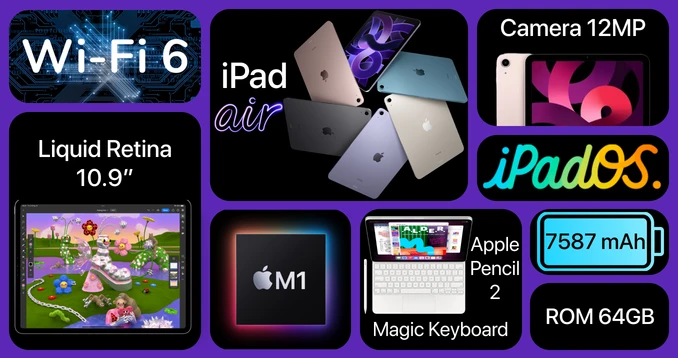 Wi-Fi 6
iPad
air
Camera 12MP
Liquid Retina
10.9”
iPadOS.
M1
Apple
Pencil
2
Magic Keyboard
7587 mAh
ROM 64GB